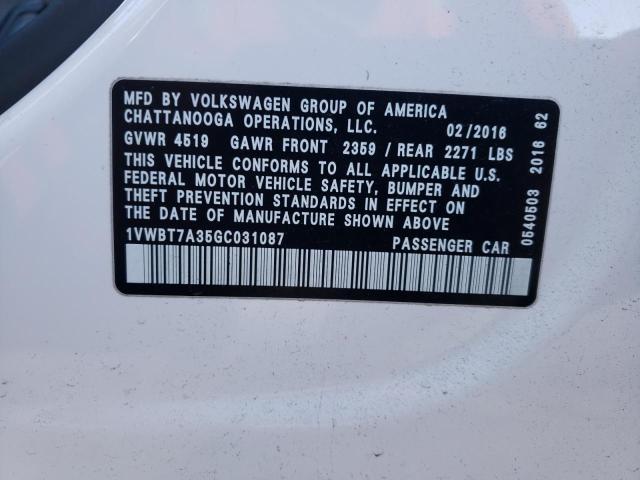 MFD BY VOLKSWAGEN GROUP OF AMERICA
CHATTANOOGA OPERATIONS, LLC. 02/2016
GVWR 4519 GAWR FRONT 2359 / REAR 2271 LBS
THIS VEHICLE CONFORMS TO ALL APPLICABLE U.S.
FEDERAL MOTOR VEHICLE SAFETY, BUMPER AND
THEFT PREVENTION STANDARDS IN EFFECT ON
THE DATE OF MANUFACTURE SHOWN ABOVE
1VWBT7A35GC031087 PASSENGER CAR
0540503 2016 62